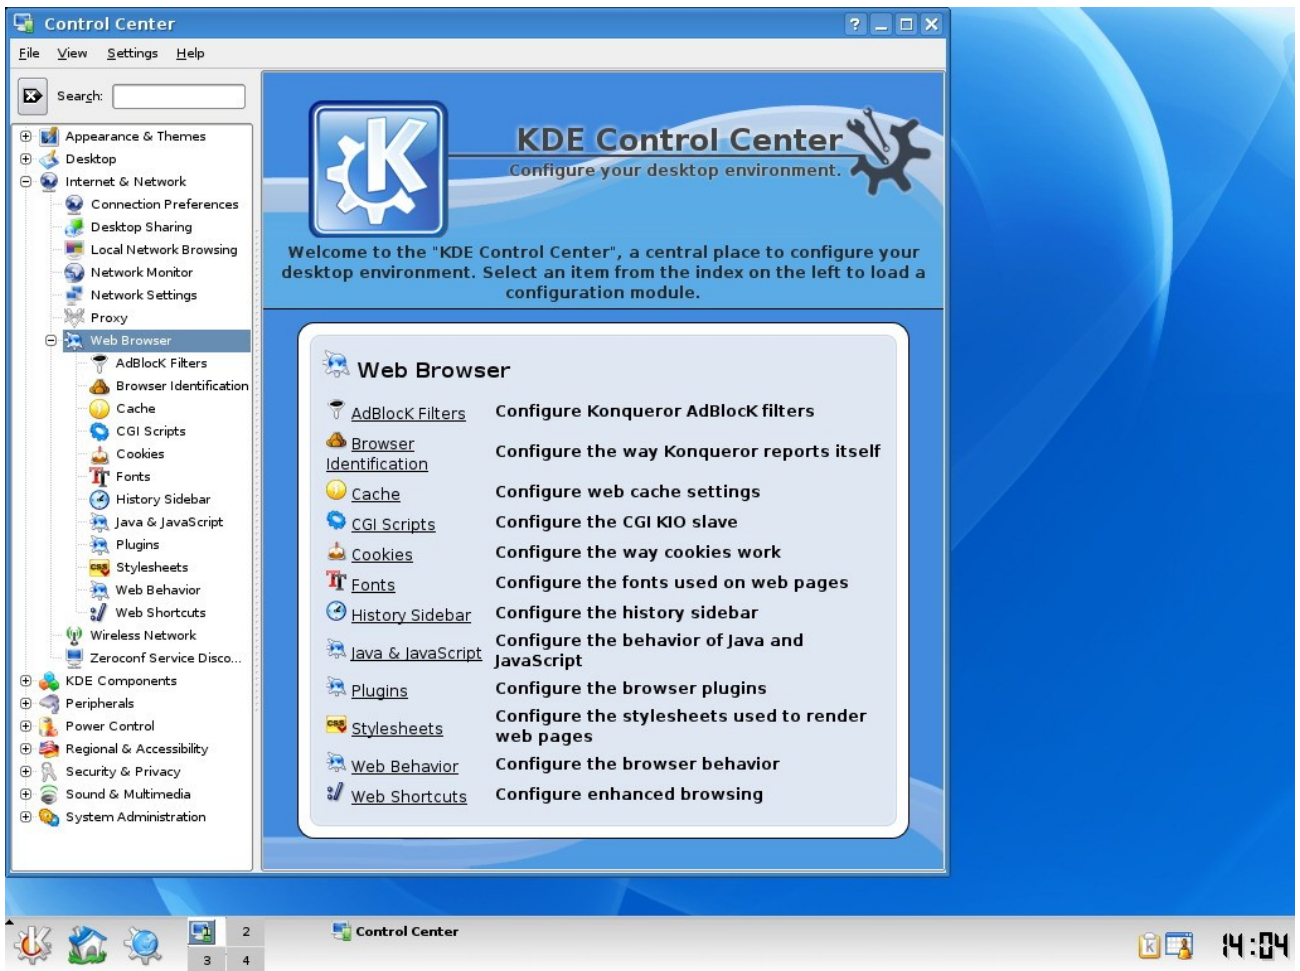 Control Center
File View Settings Help
Search:
Appearance & Themes
Desktop
Internet & Network
Connection Preferences
Desktop Sharing
Local Network Browsing
Network Monitor
Network Settings
Proxy
Web Browser
AdBlocK Filters
Browser Identification
Cache
CGI Scripts
Cookies
Fonts
History Sidebar
Java & JavaScript
Plugins
Stylesheets
Web Behavior
Web Shortcuts
Wireless Network
Zeroconf Service Disco...
KDE Components
Peripherals
Power Control
Regional & Accessibility
Security & Privacy
Sound & Multimedia
System Administration
KDE Control Center
Configure your desktop environment.
Welcome to the "KDE Control Center", a central place to configure your
desktop environment. Select an item from the index on the left to load a
configuration module.
Web Browser
AdBlocK Filters Configure Konqueror AdBlocK filters
Browser
Identification Configure the way Konqueror reports itself
Cache Configure web cache settings
CGI Scripts Configure the CGI KIO slave
Cookies Configure the way cookies work
Fonts Configure the fonts used on web pages
History Sidebar Configure the history sidebar
Java & JavaScript Configure the behavior of Java and
JavaScript
Plugins Configure the browser plugins
Stylesheets Configure the stylesheets used to render
web pages
Web Behavior Configure the browser behavior
Web Shortcuts Configure enhanced browsing
2
3 4
Control Center
14:04